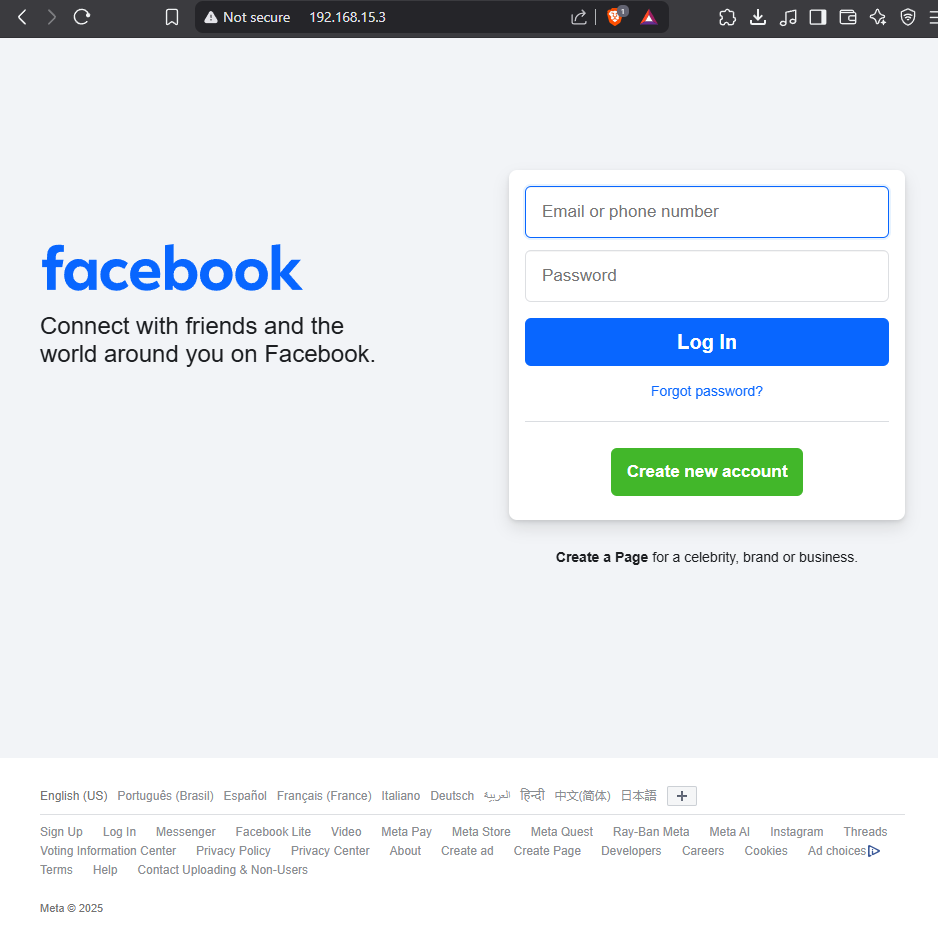 Not secure 192.168.15.3
1
facebook
Connect with friends and the
world around you on Facebook.
Email or phone number
Password
Log In
Forgot password?
Create new account
Create a Page for a celebrity, brand or business.
English (US) Português (Brasil) Español Français (France) Italiano Deutsch العربية हिन्दी 中文(简体) 日本語
Sign Up Log In Messenger Facebook Lite Video Meta Pay Meta Store Meta Quest Ray-Ban Meta Meta AI Instagram Threads
Voting Information Center Privacy Policy Privacy Center About Create ad Create Page Developers Careers Cookies Ad choices
Terms Help Contact Uploading & Non-Users
Meta © 2025